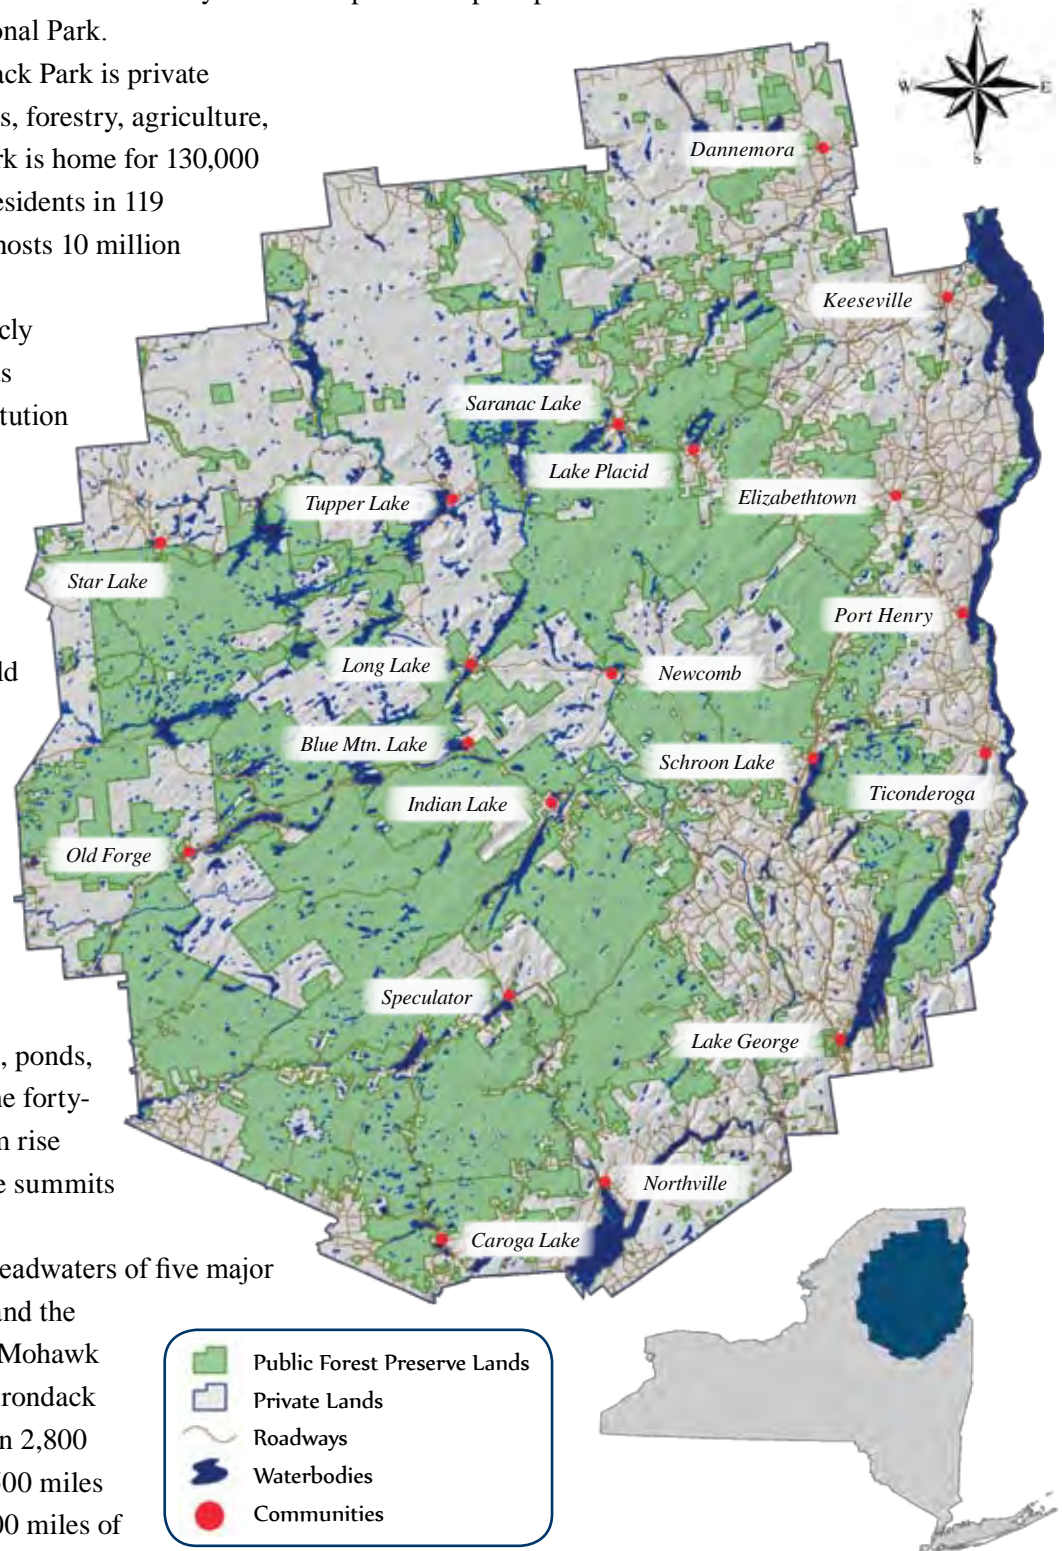 onal Park.
ack Park is private
s, forestry, agriculture,
rk is home for 130,000
esidents in 119
hosts 10 million
cly
s
tution
ld
, ponds,
ne forty-
n rise
e summits
eadwaters of five major
and the
Mohawk
irondack
n 2,800
500 miles
00 miles of
N
W
E
S
Dannemora
Keeseville
Saranac Lake
Lake Placid
Tupper Lake
Elizabethtown
Star Lake
Port Henry
Long Lake
Newcomb
Blue Mtn. Lake
Schroon Lake
Indian Lake
Ticonderoga
Old Forge
Speculator
Lake George
Northville
Caroga Lake
Public Forest Preserve Lands
Private Lands
Roadways
Waterbodies
Communities